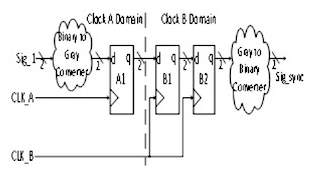 Clock A Domain
Clock B Domain
Binary to
Gray
Converter
Gray to
Binary
Converter
Sig_1
2
d q
2
d q
2
d q
2
2
Sig_sync
A1
B1
B2
CLK_A
CLK_B